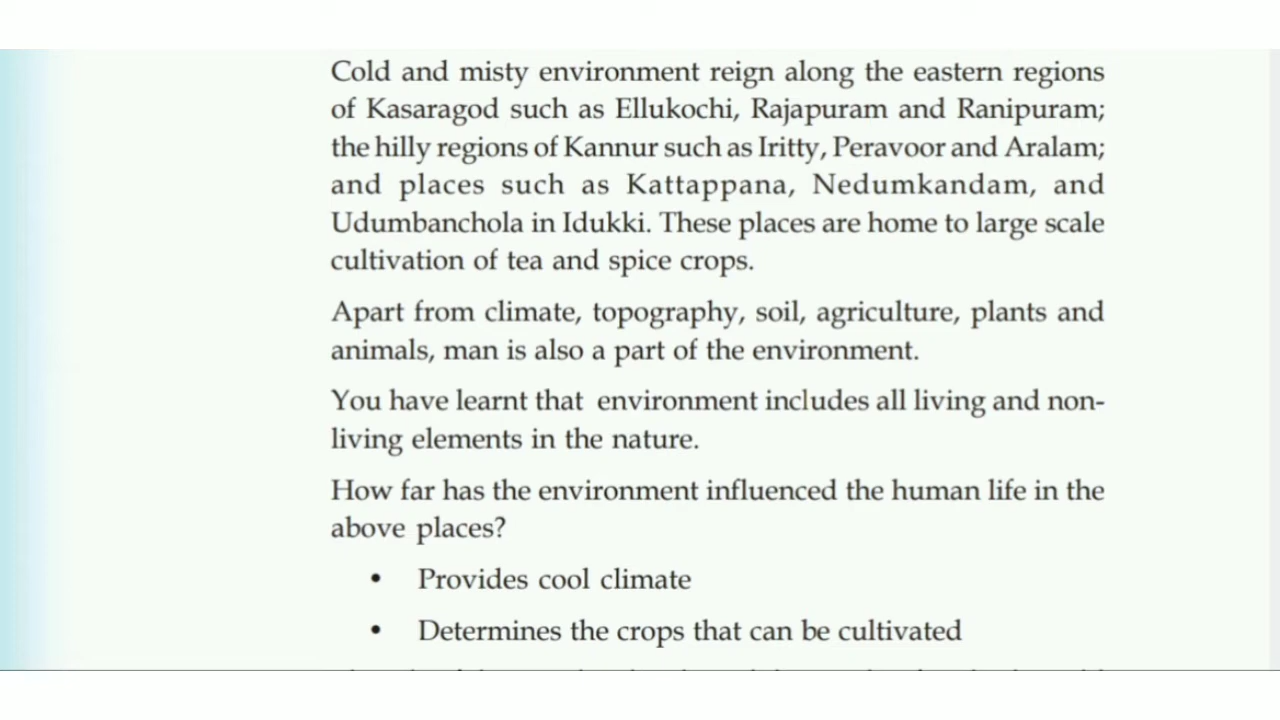 Cold and misty environment reign along the eastern regions
of Kasaragod such as Ellukochi, Rajapuram and Ranipuram;
the hilly regions of Kannur such as Iritty, Peravoor and Aralam;
and places such as Kattappana, Nedumkandam, and
Udumbanchola in Idukki. These places are home to large scale
cultivation of tea and spice crops.
Apart from climate, topography, soil, agriculture, plants and
animals, man is also a part of the environment.
You have learnt that environment includes all living and non-
living elements in the nature.
How far has the environment influenced the human life in the
above places?
• Provides cool climate
• Determines the crops that can be cultivated